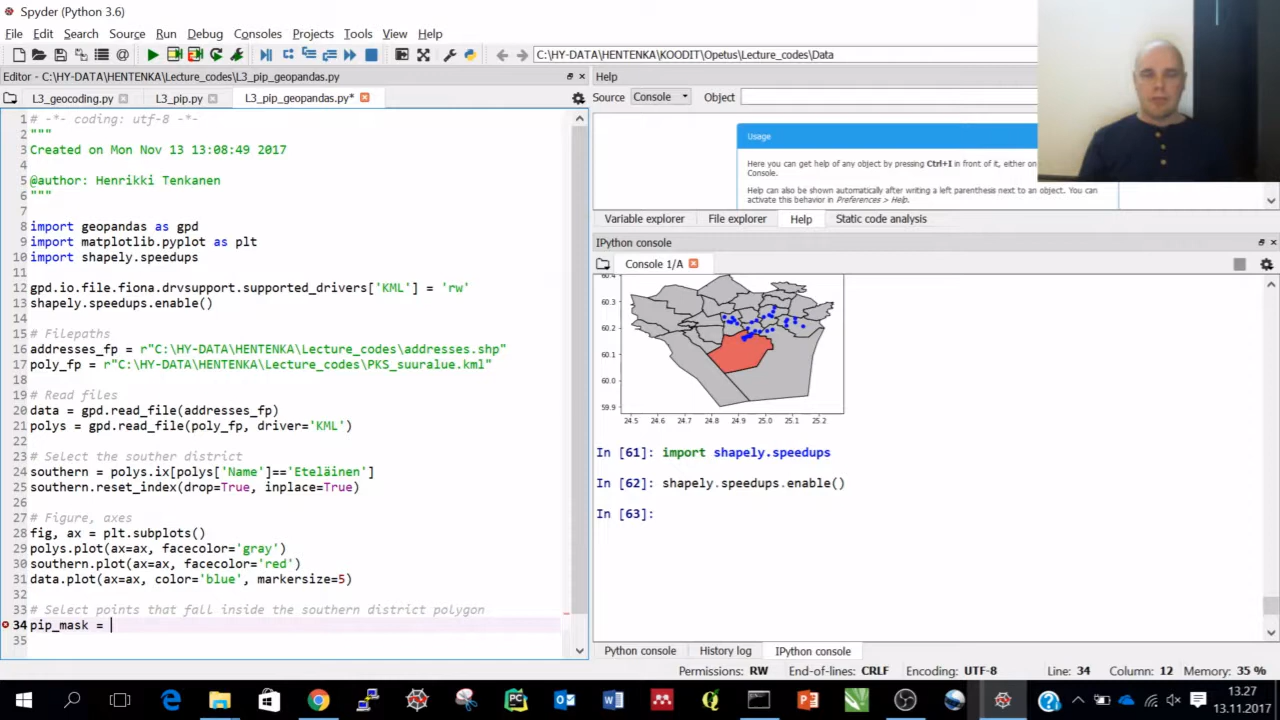 Spyder (Python 3.6)
File Edit Search Source Run Debug Consoles Projects Tools View Help
C:\HY-DATA\HENTENKA\KOODIT\Opetus\Lecture_codes\Data
Editor - C:\HY-DATA\HENTENKA\Lecture_codes\L3_pip_geopandas.py
Help
L3_geocoding.py L3_pip.py L3_pip_geopandas.py*
Source Console Object
1 # -*- coding: utf-8 -*-
2 """
3 Created on Mon Nov 13 13:08:49 2017
4
5 @author: Henrikki Tenkanen
6 """
7
8 import geopandas as gpd
9 import matplotlib.pyplot as plt
10 import shapely.speedups
11
12 gpd.io.file.fiona.drvsupport.supported_drivers['KML'] = 'rw'
13 shapely.speedups.enable()
14
15 # Filepaths
16 addresses_fp = r"C:\HY-DATA\HENTENKA\Lecture_codes\addresses.shp"
17 poly_fp = r"C:\HY-DATA\HENTENKA\Lecture_codes\PKS_suuralue.kml"
18
19 # Read files
20 data = gpd.read_file(addresses_fp)
21 polys = gpd.read_file(poly_fp, driver='KML')
22
23 # Select the souther district
24 southern = polys.ix[polys['Name']=='Eteläinen']
25 southern.reset_index(drop=True, inplace=True)
26
27 # Figure, axes
28 fig, ax = plt.subplots()
29 polys.plot(ax=ax, facecolor='gray')
30 southern.plot(ax=ax, facecolor='red')
31 data.plot(ax=ax, color='blue', markersize=5)
32
33 # Select points that fall inside the southern district polygon
34 pip_mask =
35
Usage
Here you can get help of any object by pressing Ctrl+I in front of it, either on
Console.
Help can also be shown automatically after writing a left parenthesis next to an object. You can
activate this behavior in Preferences > Help.
Variable explorer File explorer Help Static code analysis
IPython console
Console 1/A
60.4
60.3
60.2
60.1
60.0
59.9
24.5 24.6 24.7 24.8 24.9 25.0 25.1 25.2
In [61]: import shapely.speedups
In [62]: shapely.speedups.enable()
In [63]:
Python console History log IPython console
Permissions: RW End-of-lines: CRLF Encoding: UTF-8 Line: 34 Column: 12 Memory: 35 %
13.27
13.11.2017